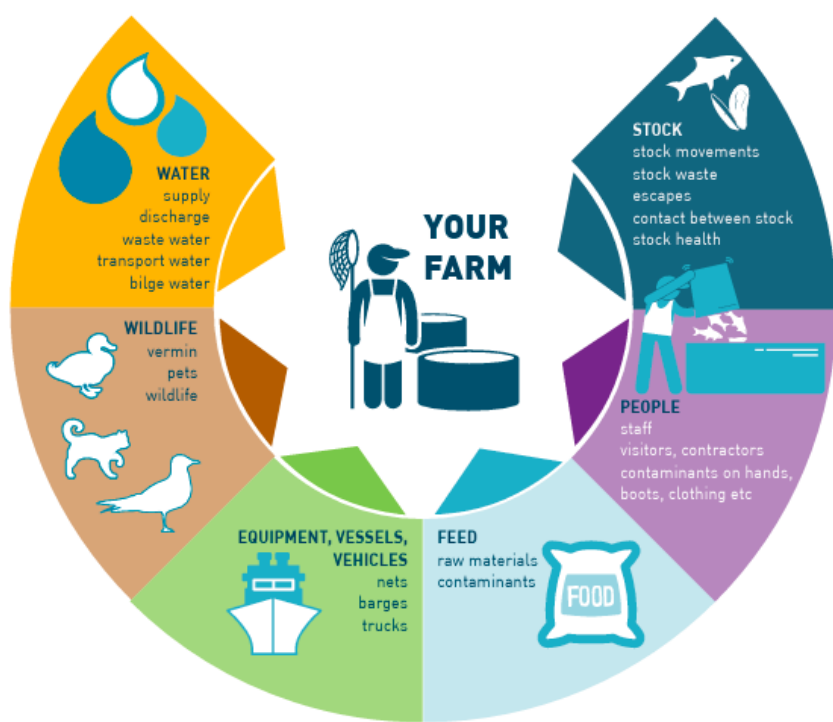 WATER
supply
discharge
waste water
transport water
bilge water
WILDLIFE
vermin
pets
wildlife
EQUIPMENT, VESSELS,
VEHICLES
nets
barges
trucks
FEED
raw materials
contaminants
FOOD
PEOPLE
staff
visitors, contractors
contaminants on hands,
boots, clothing etc
STOCK
stock movements
stock waste
escapes
contact between stock
stock health
YOUR
FARM